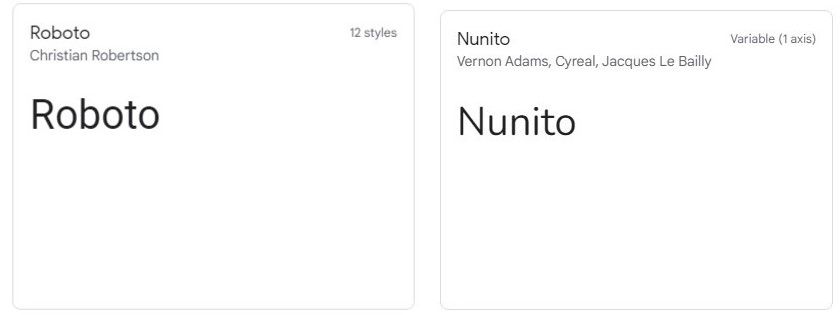 Roboto 12 styles
Christian Robertson
Roboto
Nunito Variable (1 axis)
Vernon Adams, Cyreal, Jacques Le Bailly
Nunito